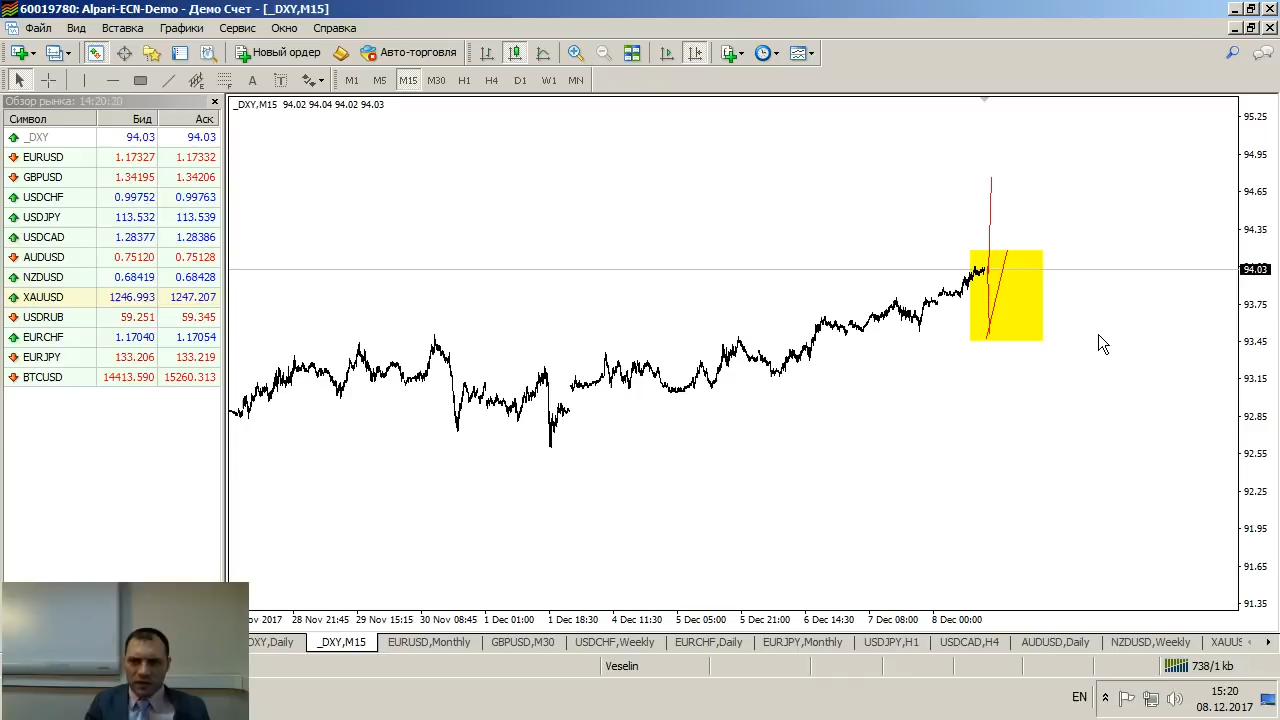 60019780: Alpari-ECN-Demo - Демо Счет - [_DXY,M15]
Файл Вид Вставка Графики Сервис Окно Справка
Новый ордер Авто-торговля
A T M1 M5 M15 M30 H1 H4 D1 W1 MN
Обзор рынка: 14:20:20
Символ Бид Аск
_DXY 94.03 94.03
EURUSD 1.17327 1.17332
GBPUSD 1.34195 1.34206
USDCHF 0.99752 0.99763
USDJPY 113.532 113.539
USDCAD 1.28377 1.28386
AUDUSD 0.75120 0.75128
NZDUSD 0.68419 0.68428
XAUUSD 1246.993 1247.207
USDRUB 59.251 59.345
EURCHF 1.17040 1.17054
EURJPY 133.206 133.219
BTCUSD 14413.590 15260.313
_DXY,M15 94.02 94.04 94.02 94.03
95.25
94.95
94.65
94.35
94.03
93.75
93.45
93.15
92.85
92.55
92.25
91.95
91.65
91.35
ov 2017 28 Nov 21:45 29 Nov 15:15 30 Nov 08:45 1 Dec 01:00 1 Dec 18:30 4 Dec 11:30 5 Dec 05:00 5 Dec 21:00 6 Dec 14:30 7 Dec 08:00 8 Dec 00:00
DXY,Daily _DXY,M15 EURUSD,Monthly GBPUSD,M30 USDCHF,Weekly EURCHF,Daily EURJPY,Monthly USDJPY,H1 USDCAD,H4 AUDUSD,Daily NZDUSD,Weekly XAUUS
Veselin 738/1 kb
EN 15:20
08.12.2017